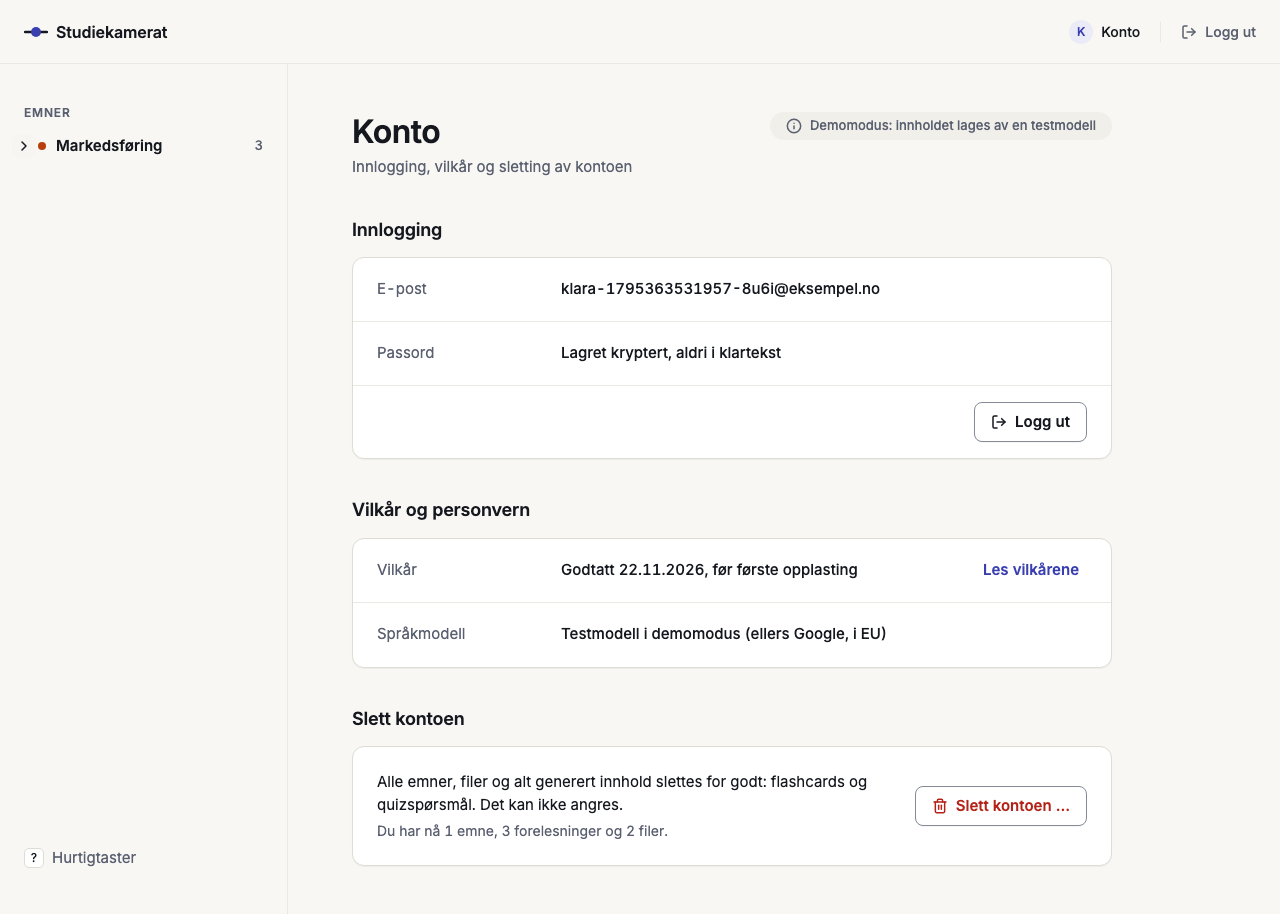 Studiekamerat
K Konto
Logg ut
EMNER
Markedsføring 3
Konto
Demomodus: innholdet lages av en testmodell
Innlogging, vilkår og sletting av kontoen
Innlogging
E-post klara-1795363531957-8u6i@eksempel.no
Passord Lagret kryptert, aldri i klartekst
Logg ut
Vilkår og personvern
Vilkår Godtatt 22.11.2026, før første opplasting Les vilkårene
Språkmodell Testmodell i demomodus (ellers Google, i EU)
Slett kontoen
Alle emner, filer og alt generert innhold slettes for godt: flashcards og
quizspørsmål. Det kan ikke angres.
Du har nå 1 emne, 3 forelesninger og 2 filer.
Slett kontoen ...
? Hurtigtaster